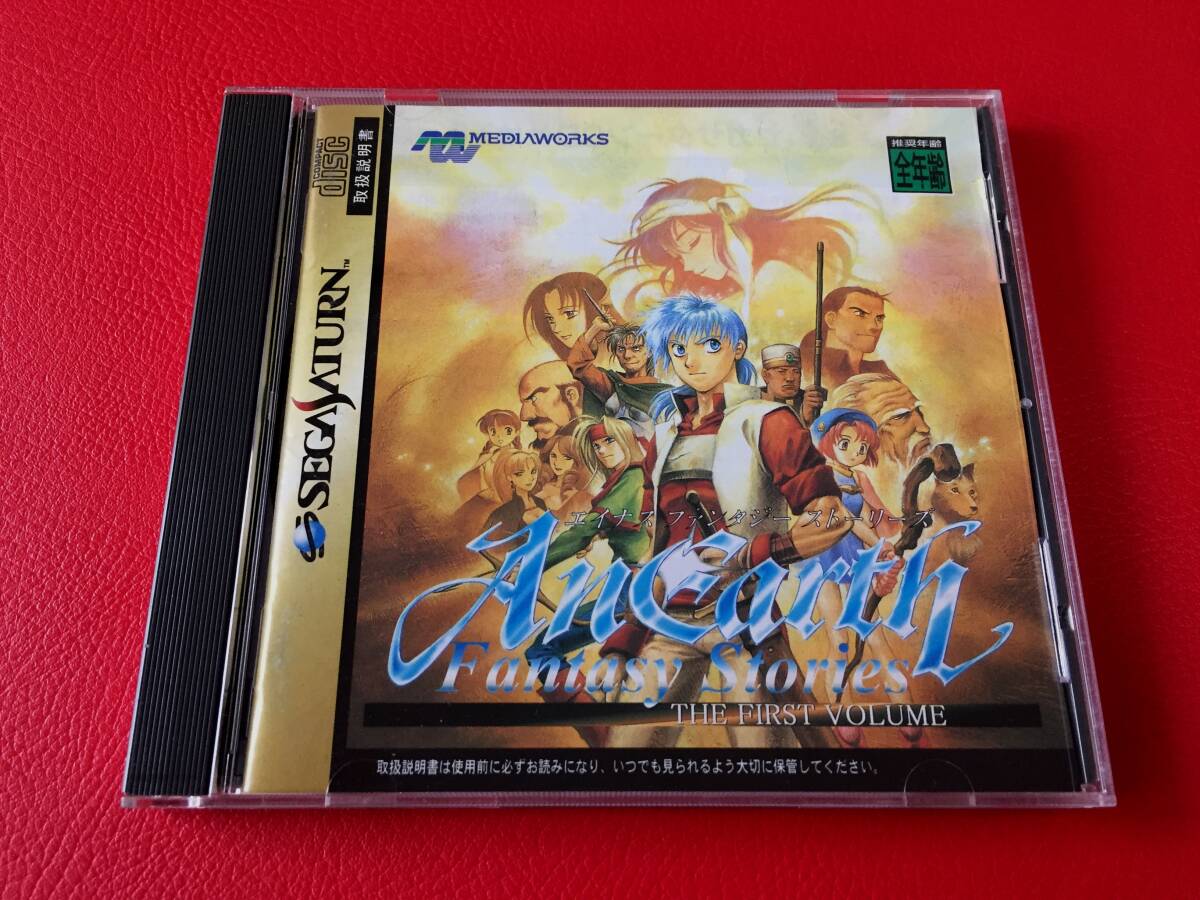 COMPACT
disc
取扱説明書
SEGA SATURN™
MEDIAWORKS
推奨年齢
全年齢
エイナス ファンタジー ストーリーズ
AnEarth
Fantasy Stories
THE FIRST VOLUME
取扱説明書は使用前に必ずお読みになり、いつでも見られるよう大切に保管してください。